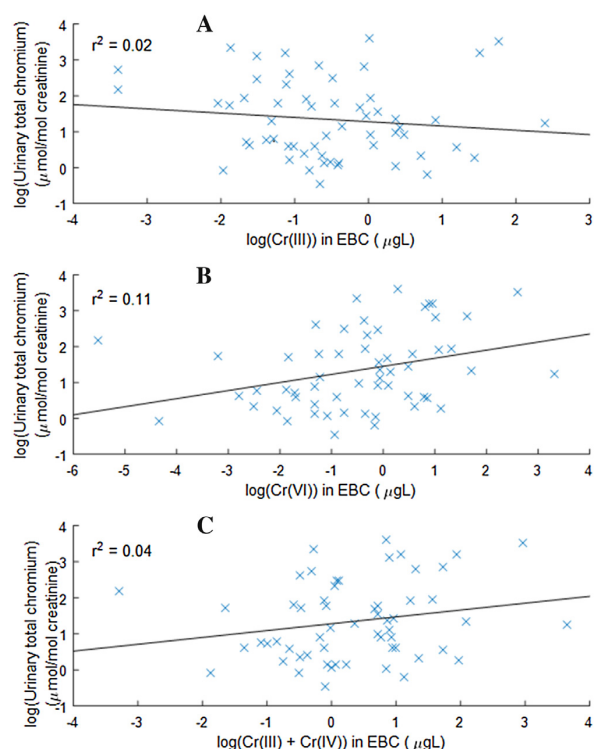 A
r² = 0.02
4
3
2
1
0
1
-4 -3 -2 -1 0 1 2 3
log(Urinary total chromium)
(μmol/mol creatinine)
log(Cr(III)) in EBC ( μgL)
B
r² = 0.11
4
3
2
1
0
-1
-6 -5 -4 -3 -2 -1 0 1 2 3 4
log(Urinary total chromium)
(μmol/mol creatinine)
log(Cr(VI)) in EBC ( μgL)
C
r² = 0.04
4
3
2
1
0
-1
-4 -3 -2 -1 0 1 2 3 4
log(Urinary total chromium)
(μmol/mol creatinine)
log(Cr(III) + Cr(IV)) in EBC ( μgL)